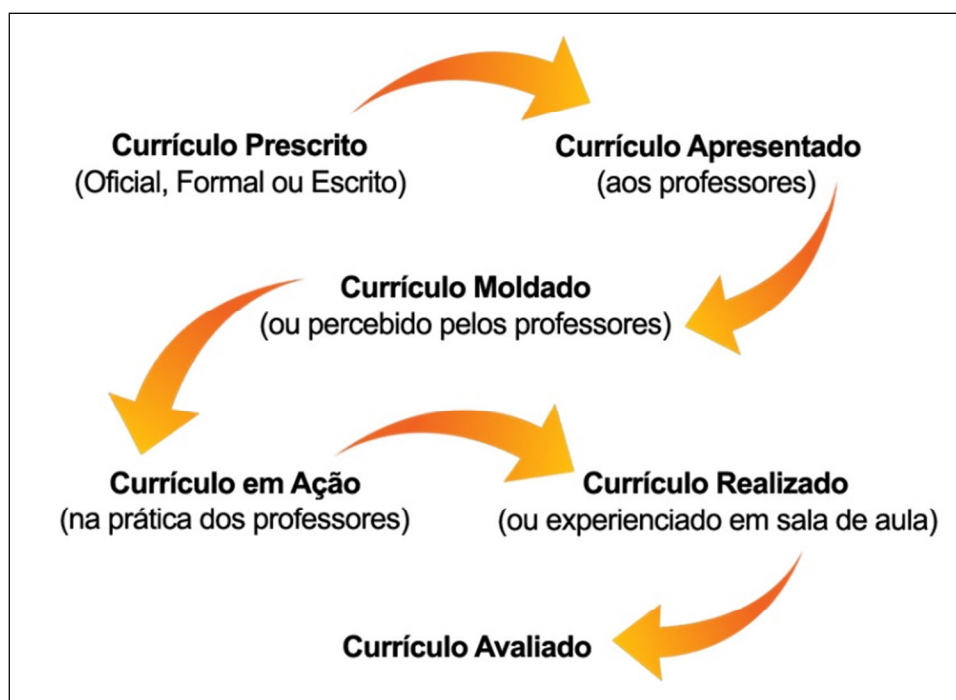 Currículo Prescrito
(Oficial, Formal ou Escrito)
Currículo Apresentado
(aos professores)
Currículo Moldado
(ou percebido pelos professores)
Currículo em Ação
(na prática dos professores)
Currículo Realizado
(ou experienciado em sala de aula)
Currículo Avaliado